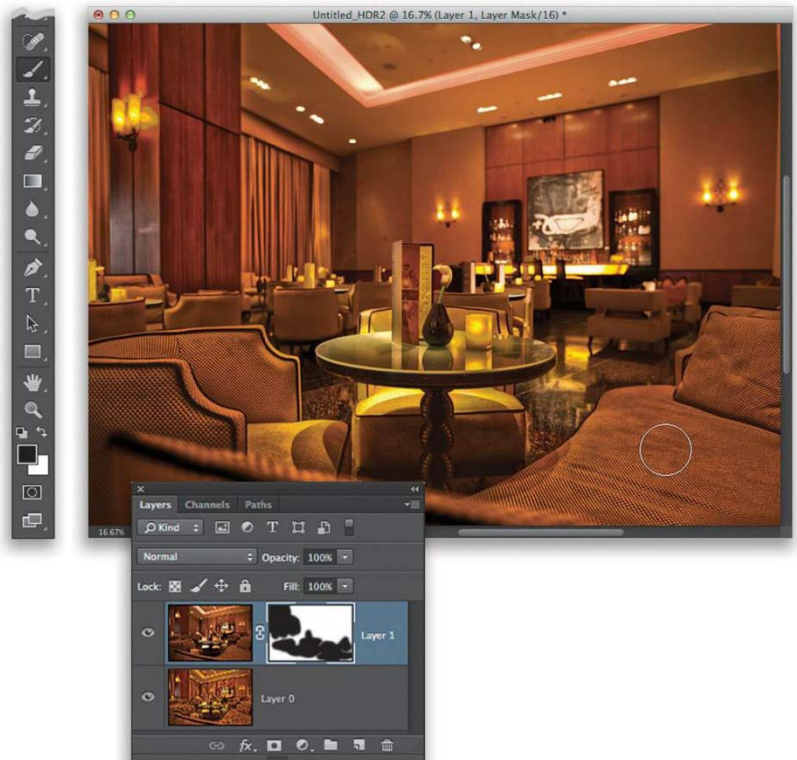 Untitled_HDR2 @ 16.7% (Layer 1, Layer Mask/16) *
T
16.67%
Layers Channels Paths
Kind T
Normal Opacity: 100%
Lock: Fill: 100%
Layer 1
Layer 0
fx.